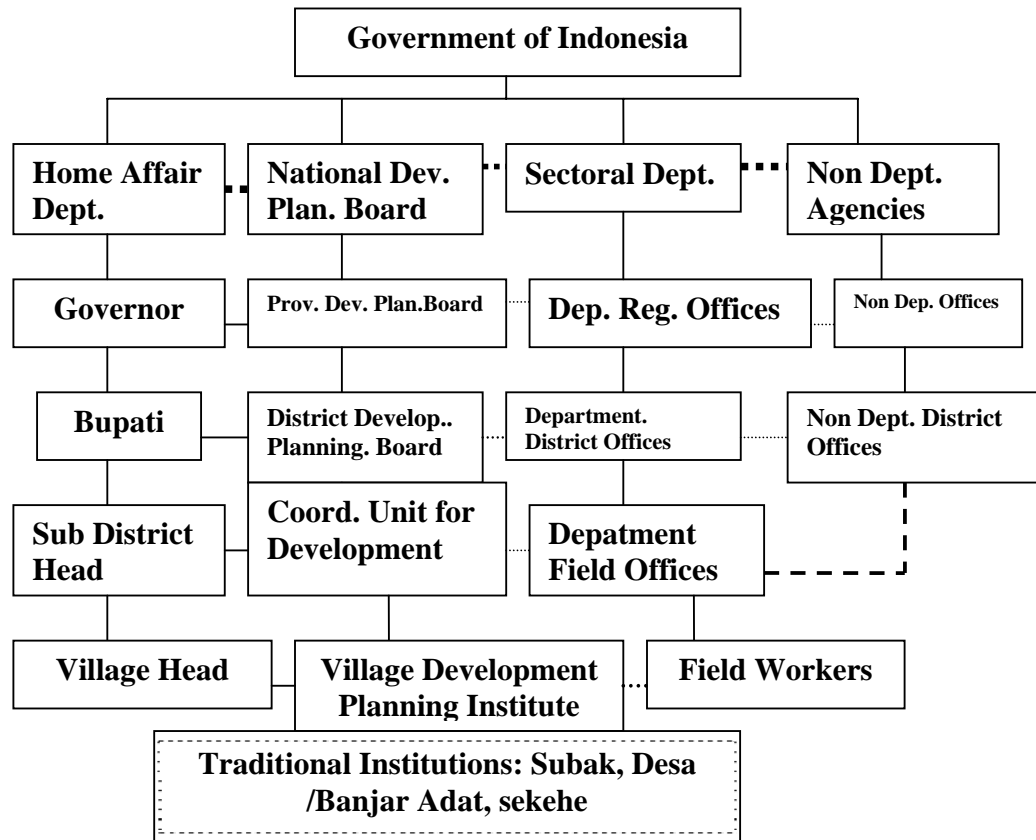 Government of Indonesia
Home Affair
Dept.
National Dev.
Plan. Board
Sectoral Dept.
Non Dept.
Agencies
Governor
Prov. Dev. Plan.Board
Dep. Reg. Offices
Non Dep. Offices
Bupati
District Develop..
Planning. Board
Department.
District Offices
Non Dept. District
Offices
Sub District
Head
Coord. Unit for
Development
Depatment
Field Offices
Village Head
Village Development
Planning Institute
Field Workers
Traditional Institutions: Subak, Desa
/Banjar Adat, sekehe